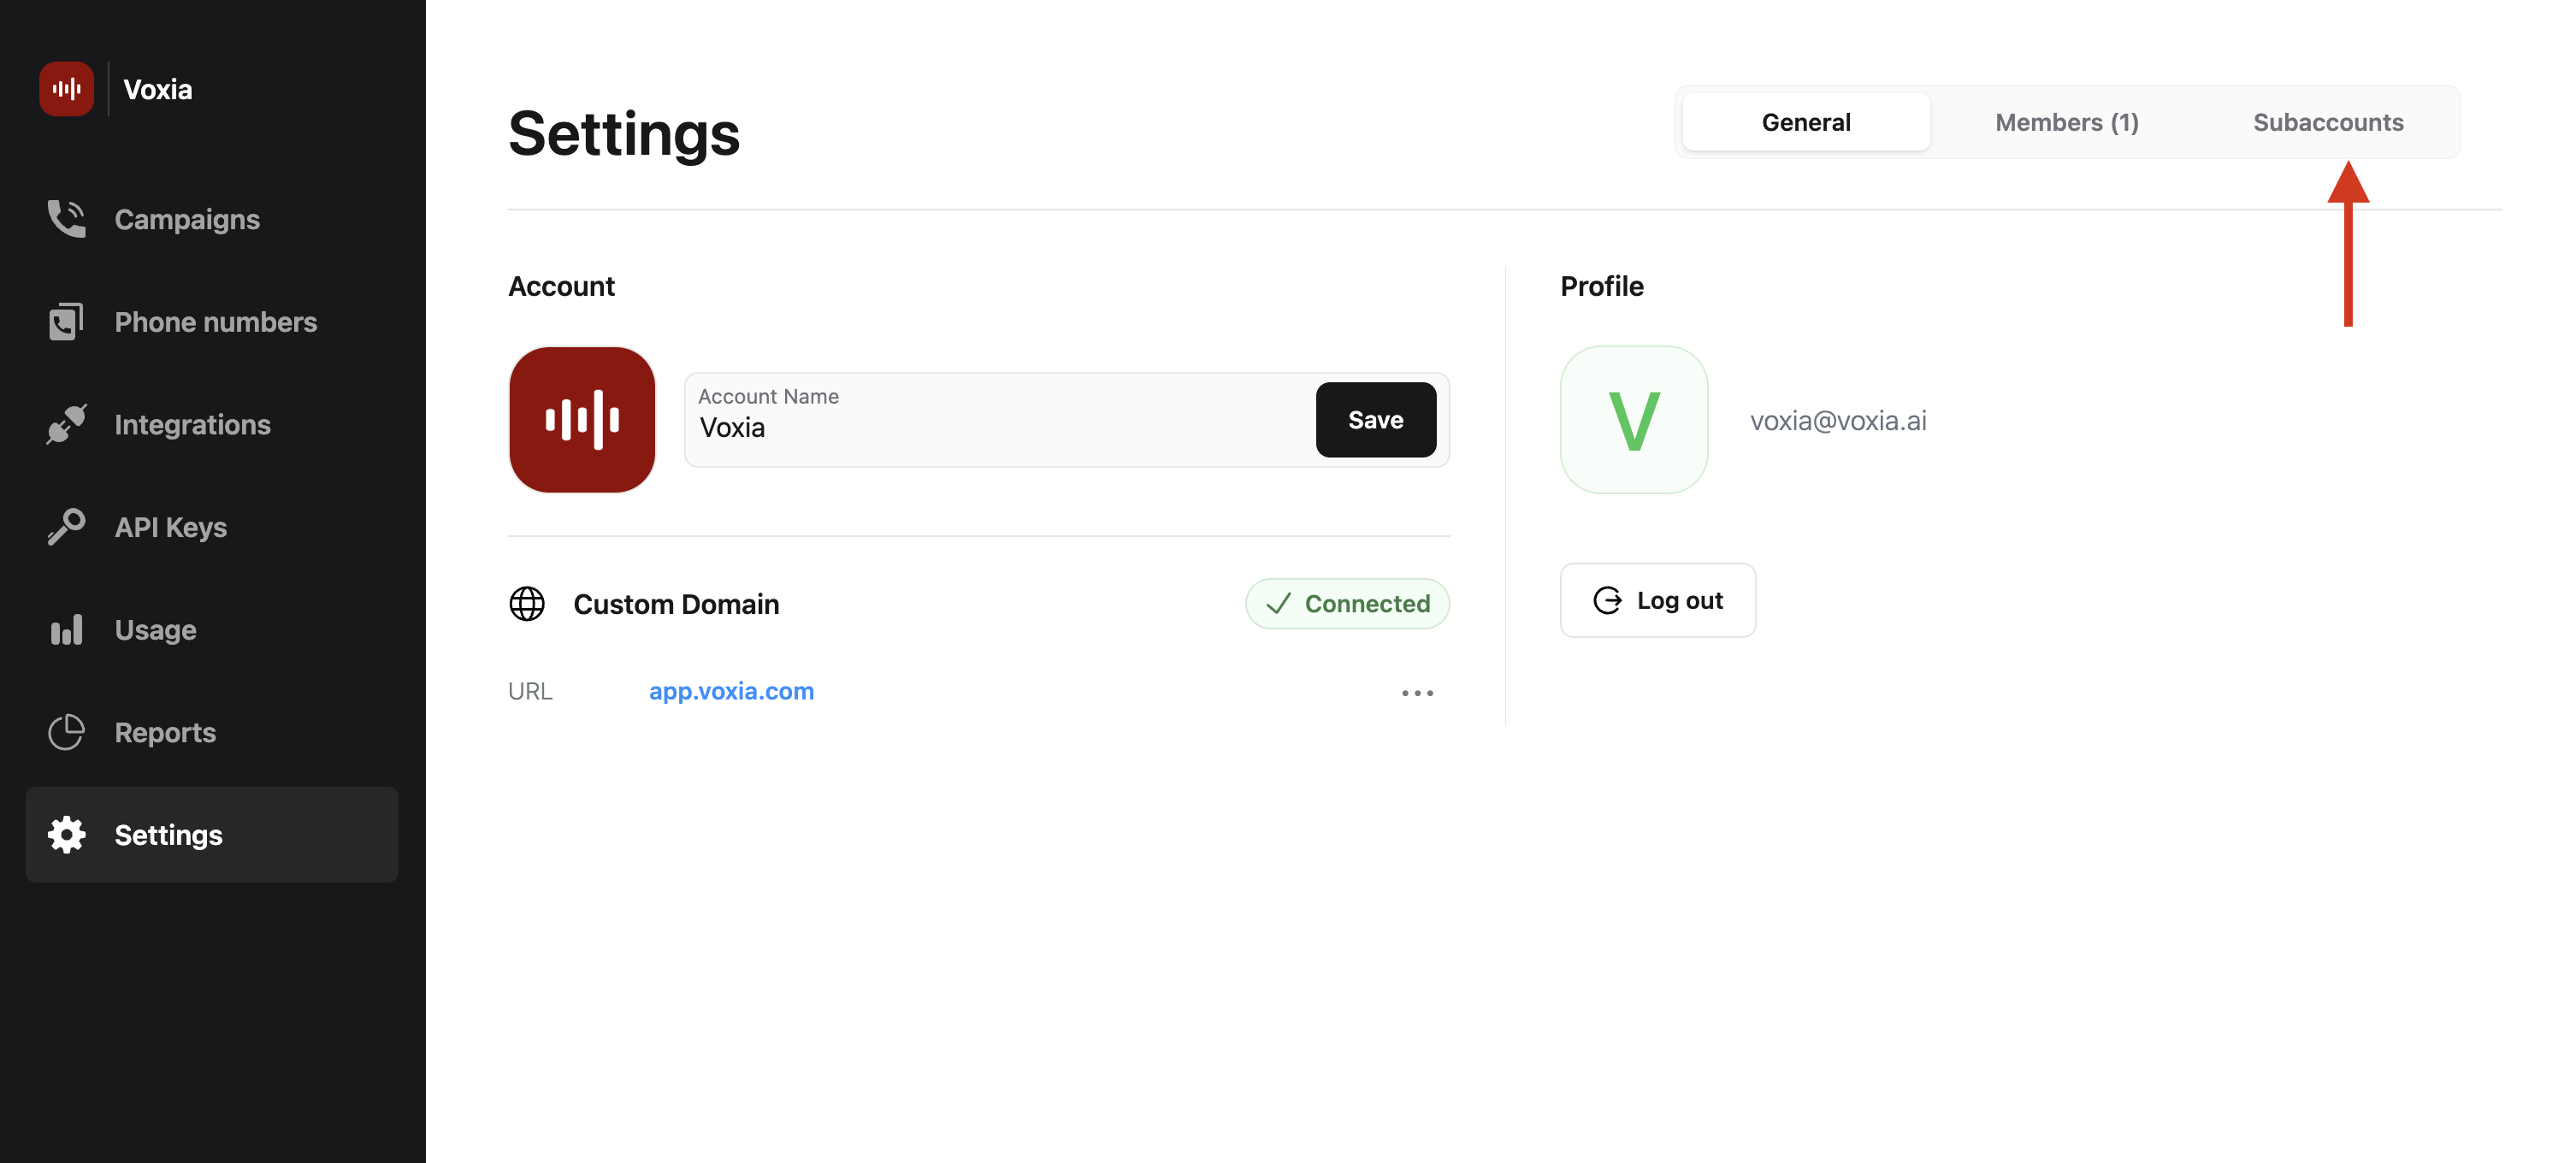 Voxia
Campaigns
Phone numbers
Integrations
API Keys
Usage
Reports
Settings
Settings
General
Members (1)
Subaccounts
Account
Account Name
Voxia
Save
Custom Domain
Connected
URL
app.voxia.com
...
Profile
V
voxia@voxia.ai
Log out